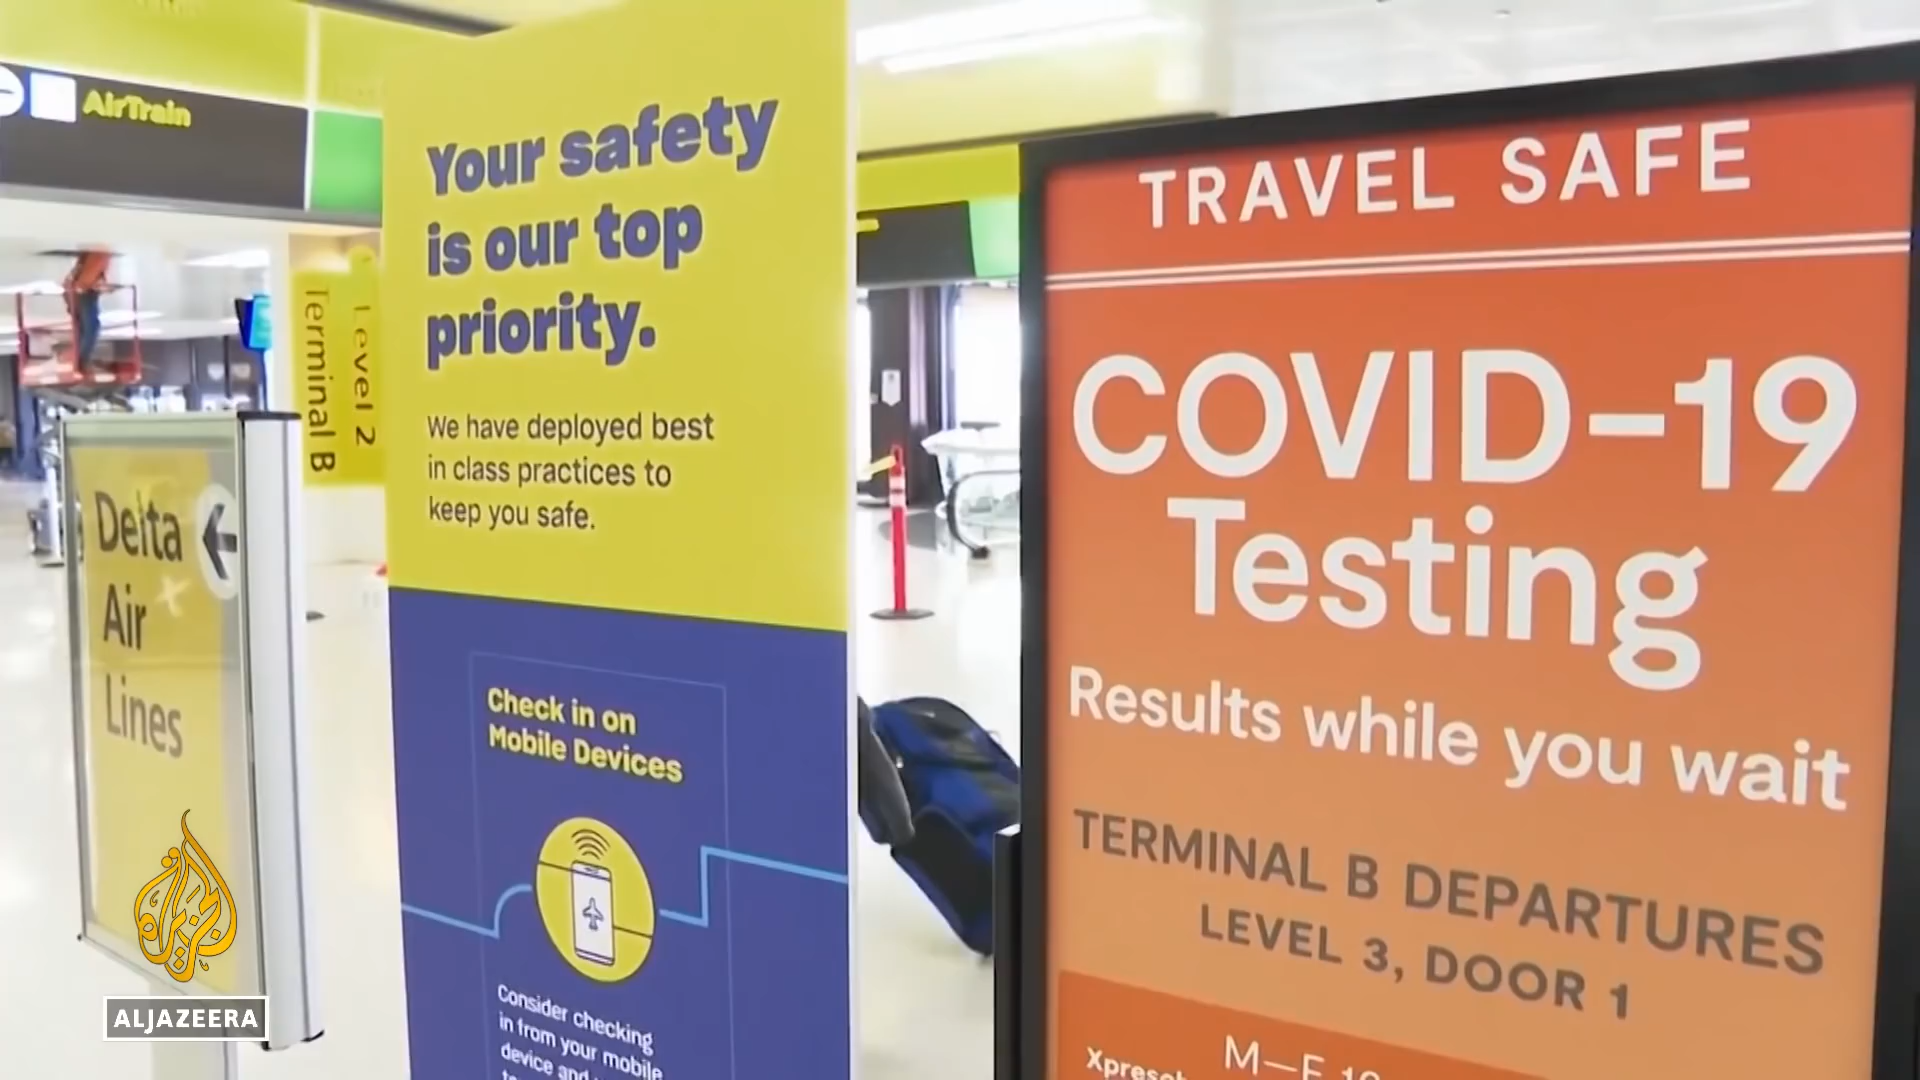 AirTrain
Terminal B
Level 2
Delta
Air
Lines
Your safety
is our top
priority.
We have deployed best
in class practices to
keep you safe.
Check in on
Mobile Devices
Consider checking
in from your mobile
device and
TRAVEL SAFE
COVID-19
Testing
Results while you wait
TERMINAL B DEPARTURES
LEVEL 3, DOOR 1
M—F
الجزيرة
ALJAZEERA